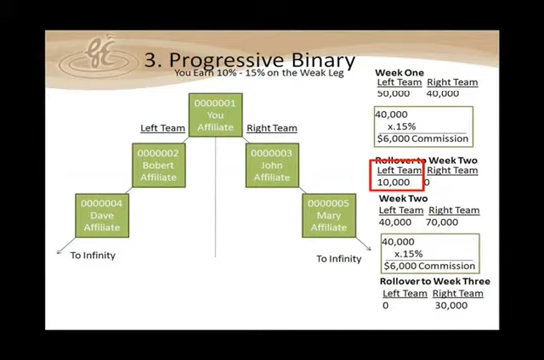 3. Progressive Binary
You Earn 10% - 15% on the Weak Leg
0000001
You
Affiliate
Left Team
Right Team
0000002
Bobert
Affiliate
0000003
John
Affiliate
0000004
Dave
Affiliate
0000005
Mary
Affiliate
To Infinity
To Infinity
Week One
Left Team Right Team
50,000 40,000
40,000
x.15%
$6,000 Commission
Rollover to Week Two
Left Team Right Team
10,000 0
Week Two
Left Team Right Team
40,000 70,000
40,000
x.15%
$6,000 Commission
Rollover to Week Three
Left Team Right Team
0 30,000